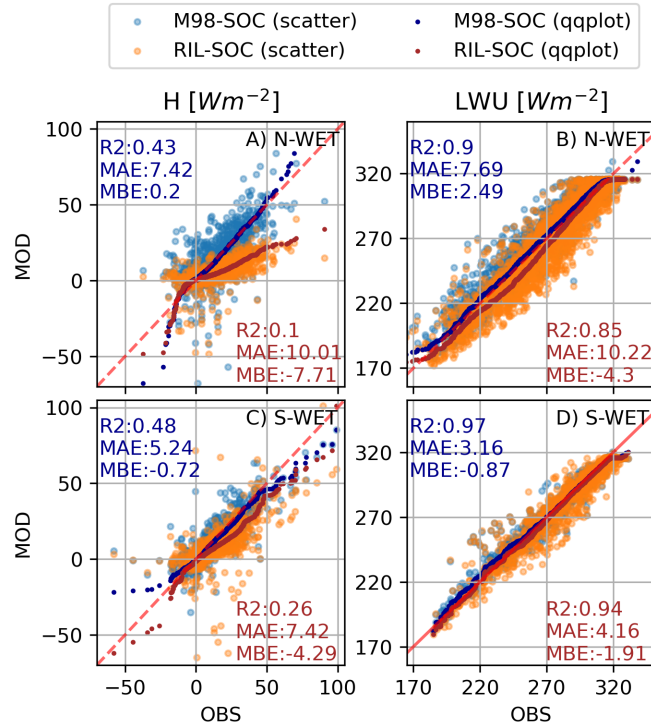 M98-SOC (scatter)
M98-SOC (qqplot)
RIL-SOC (scatter)
RIL-SOC (qqplot)
H [Wm⁻²]
LWU [Wm⁻²]
A) N-WET
R2:0.43
MAE:7.42
MBE:0.2
R2:0.1
MAE:10.01
MBE:-7.71
100
50
0
−50
MOD
B) N-WET
R2:0.9
MAE:7.69
MBE:2.49
R2:0.85
MAE:10.22
MBE:-4.3
320
270
220
170
C) S-WET
R2:0.48
MAE:5.24
MBE:-0.72
R2:0.26
MAE:7.42
MBE:-4.29
100
50
0
−50
MOD
−50
0
50
100
OBS
D) S-WET
R2:0.97
MAE:3.16
MBE:-0.87
R2:0.94
MAE:4.16
MBE:-1.91
320
270
220
170
170
220
270
320
OBS